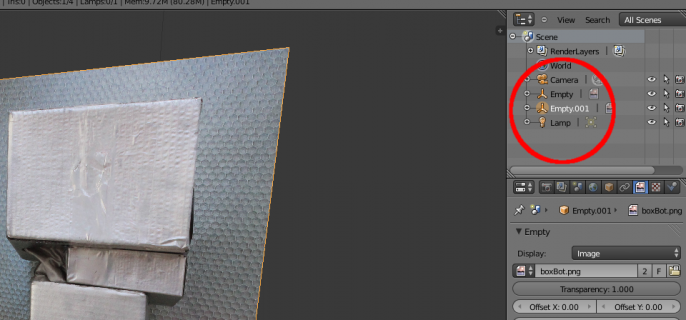 | Tris:0 | Objects:1/4 | Lamps:0/1 | Mem:9.72M (80.28M) | Empty.001
View Search All Scenes
Scene
RenderLayers |
World
Camera |
Empty |
Empty.001 |
Lamp |
Empty.001 boxBot.png
Empty
Display: Image
boxBot.png 2 F
Transparency: 1.000
Offset X: 0.00 Offset Y: 0.00